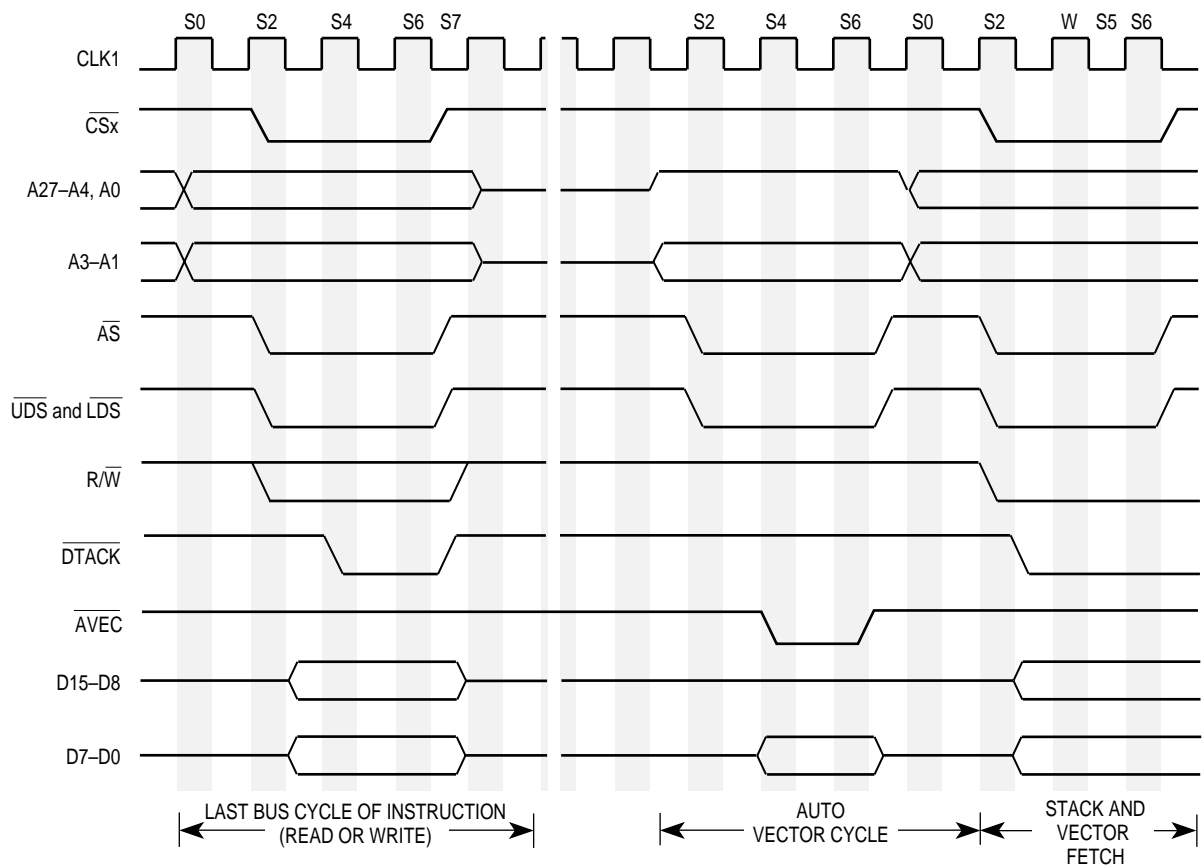 S0 S2 S4 S6 S7 S2 S4 S6 S0 S2 W S5 S6
CLK1
CSx
A27–A4, A0
A3–A1
AS
UDS and LDS
R/W
DTACK
AVEC
D15–D8
D7–D0
LAST BUS CYCLE OF INSTRUCTION
(READ OR WRITE)
AUTO
VECTOR CYCLE
STACK AND
VECTOR
FETCH